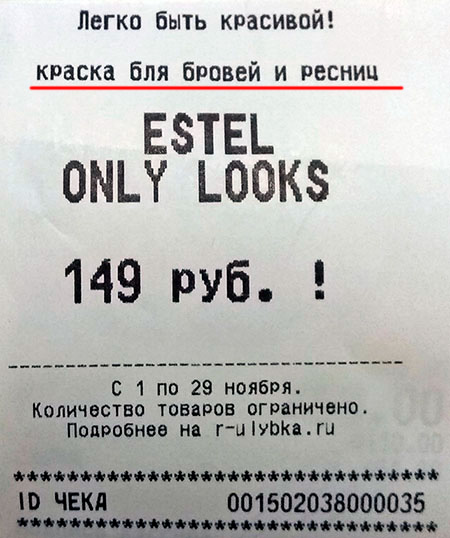 Легко быть красивой!
краска бля бровей и ресниц
ESTEL
ONLY LOOKS
149 руб. !
С 1 по 29 ноября.
Количество товаров ограничено.
Подробнее на r-ulybka.ru
ID ЧЕКА 001502038000035